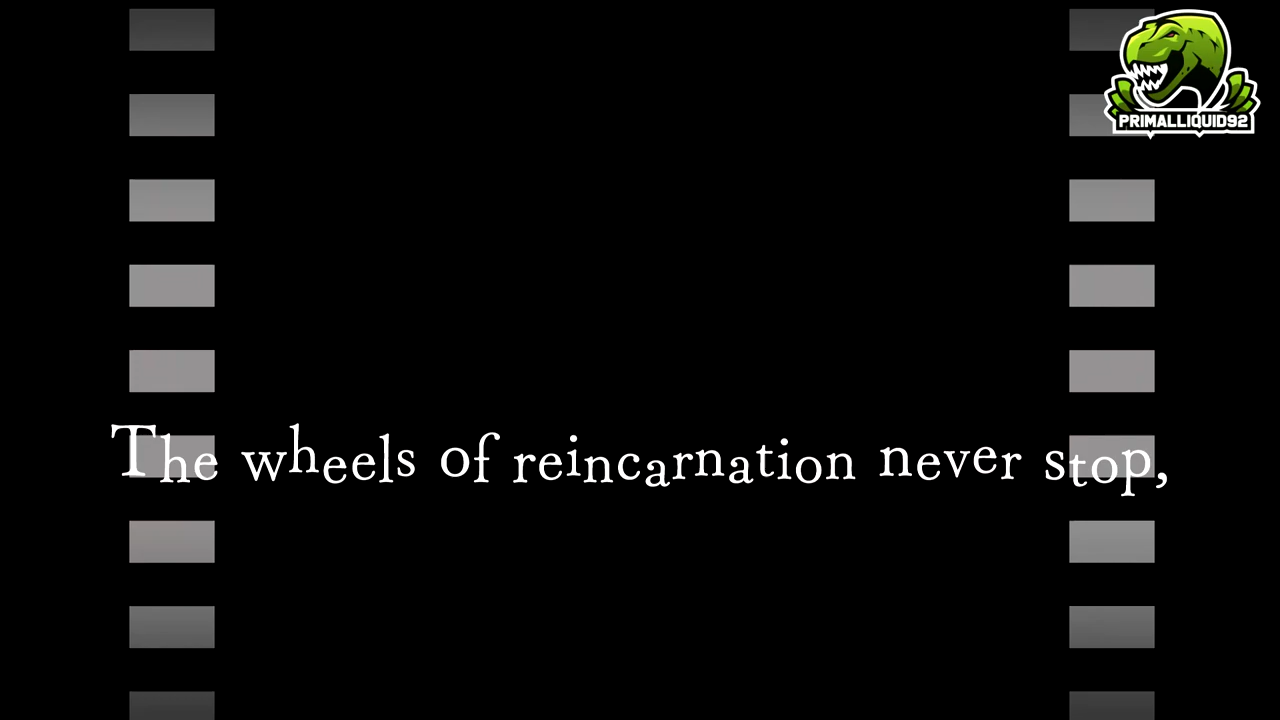 PRIMALLIQUID92
The wheels of reincarnation never stop,